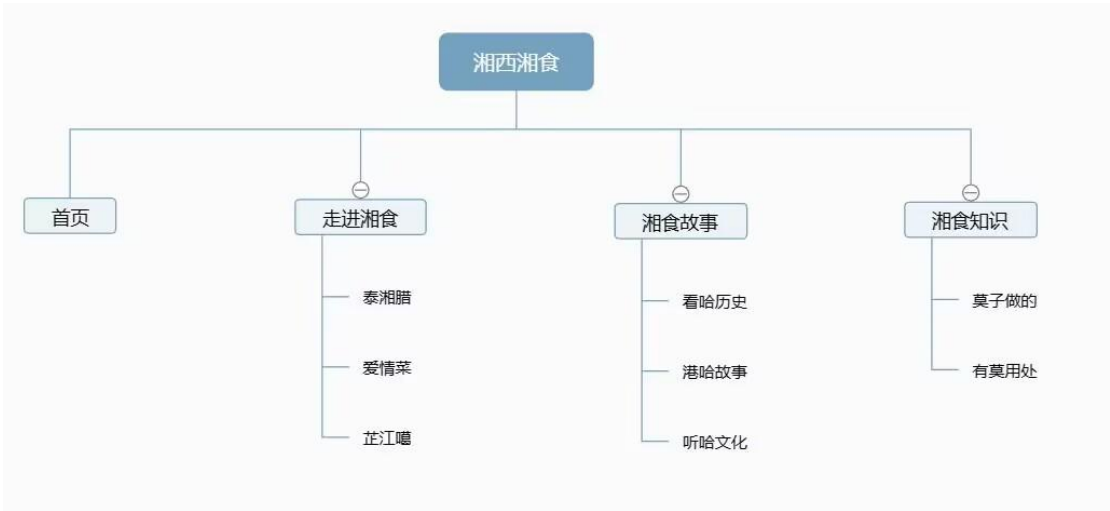 湘西湘食
首页
走进湘食
泰湘腊
爱情菜
芷江噶
湘食故事
看哈历史
港哈故事
听哈文化
湘食知识
莫子做的
有莫用处